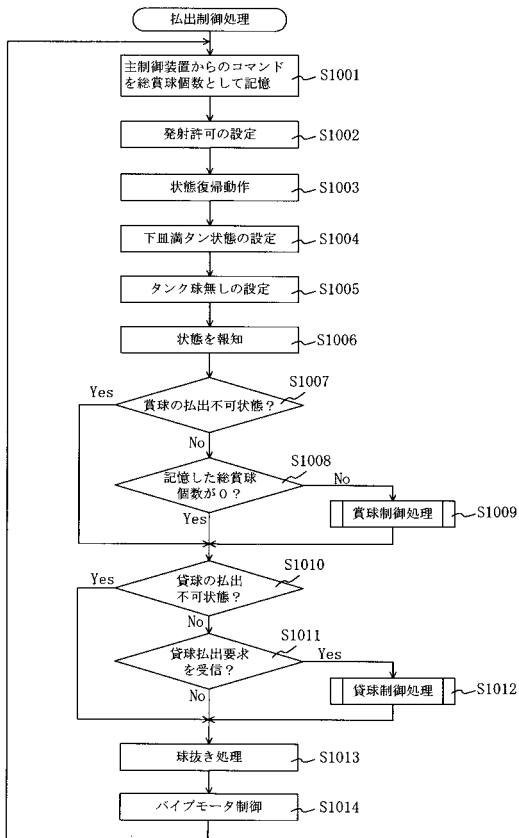 払出制御処理
主制御装置からのコマンド
を総賞球個数として記憶
S1001
発射許可の設定
S1002
状態復帰動作
S1003
下皿満タン状態の設定
S1004
タンク球無しの設定
S1005
状態を報知
S1006
S1007
Yes
賞球の払出不可状態?
No
S1008
記憶した総賞球
個数が0?
No
Yes
賞球制御処理
S1009
S1010
Yes
貸球の払出
不可状態?
No
S1011
貸球払出要求
を受信?
Yes
No
貸球制御処理
S1012
球抜き処理
S1013
バイブモータ制御
S1014